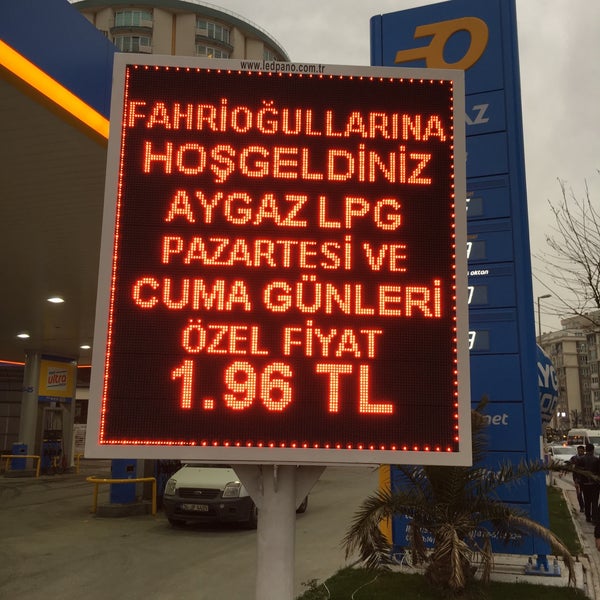 www.ledpano.com.tr
FAHRİOĞULLARINA
HOŞGELDİNİZ
AYGAZ LPG
PAZARTESİ VE
CUMA GÜNLERİ
ÖZEL FİYAT
1.96 TL
ultra